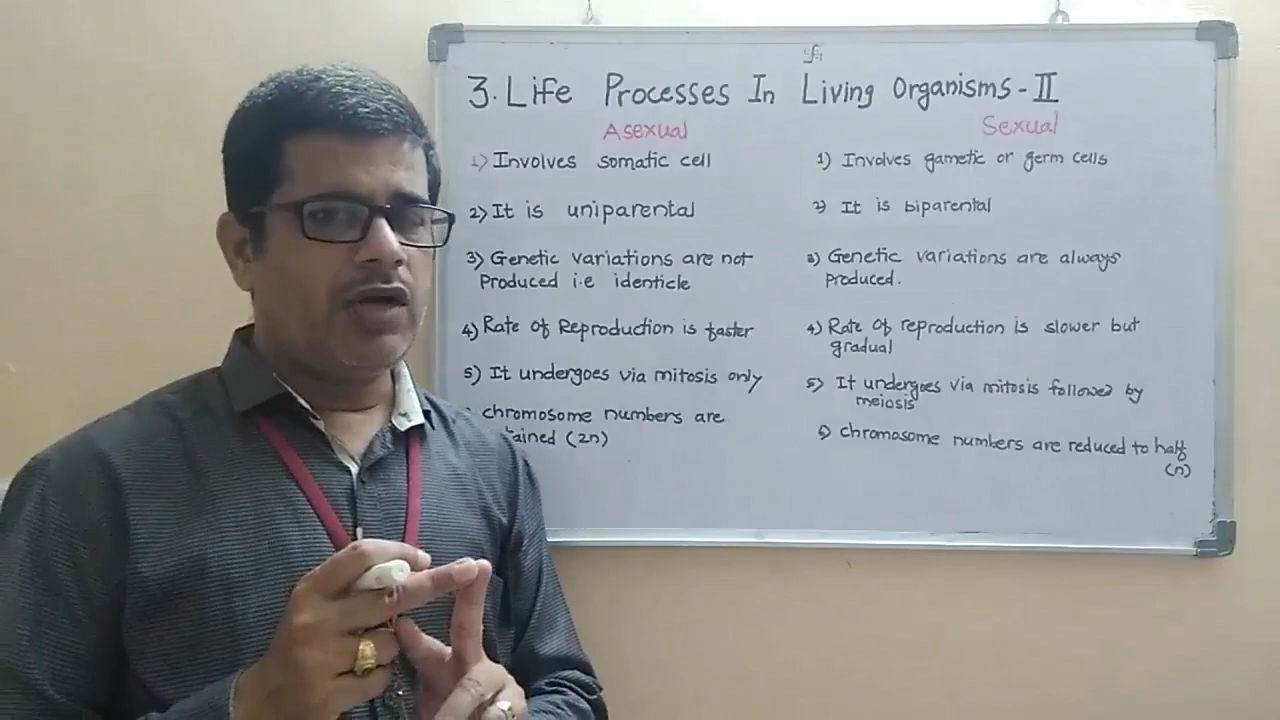 3. Life Processes In Living Organisms - II
Asexual
1) Involves somatic cell
2) It is uniparental
3) Genetic variations are not
Produced i.e identicle
4) Rate of Reproduction is faster
5) It undergoes via mitosis only
chromosome numbers are
tained (2n)
Sexual
1) Involves gametic or germ cells
2) It is biparental
3) Genetic variations are always
produced.
4) Rate of reproduction is slower but
gradual
5) It undergoes via mitosis followed by
meiosis
6) chromasome numbers are reduced to half
(n)